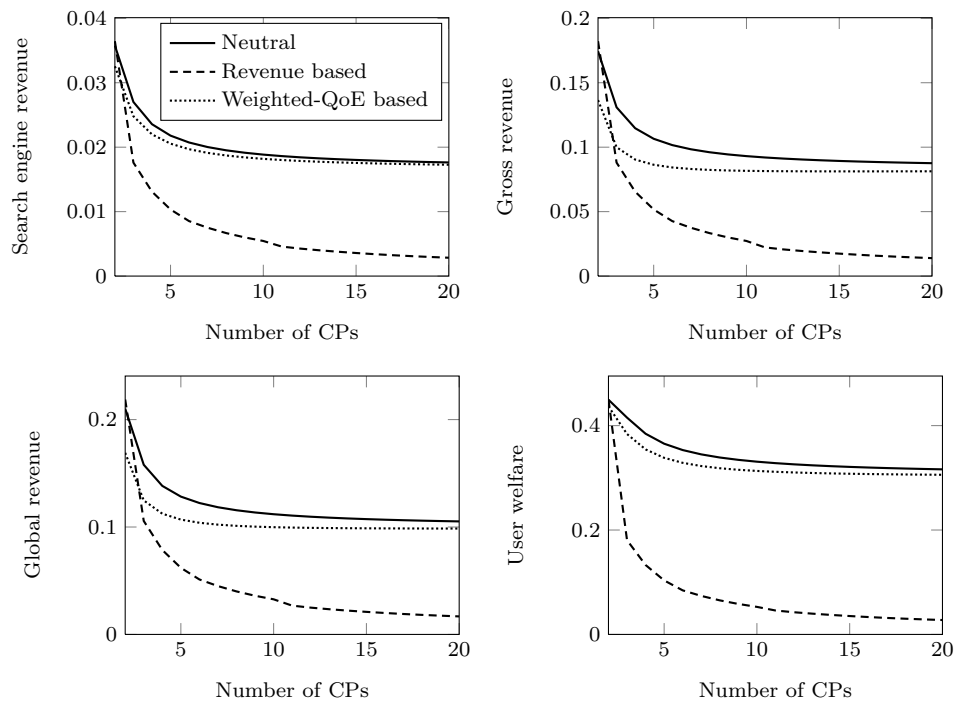 0.04
0.03
0.02
0.01
0
Search engine revenue
Neutral
Revenue based
Weighted-QoE based
5
10
15
20
Number of CPs
0.2
0.15
0.1
0.05
0
Gross revenue
5
10
15
20
Number of CPs
0.2
0.1
0
Global revenue
5
10
15
20
Number of CPs
0.4
0.2
0
User welfare
5
10
15
20
Number of CPs